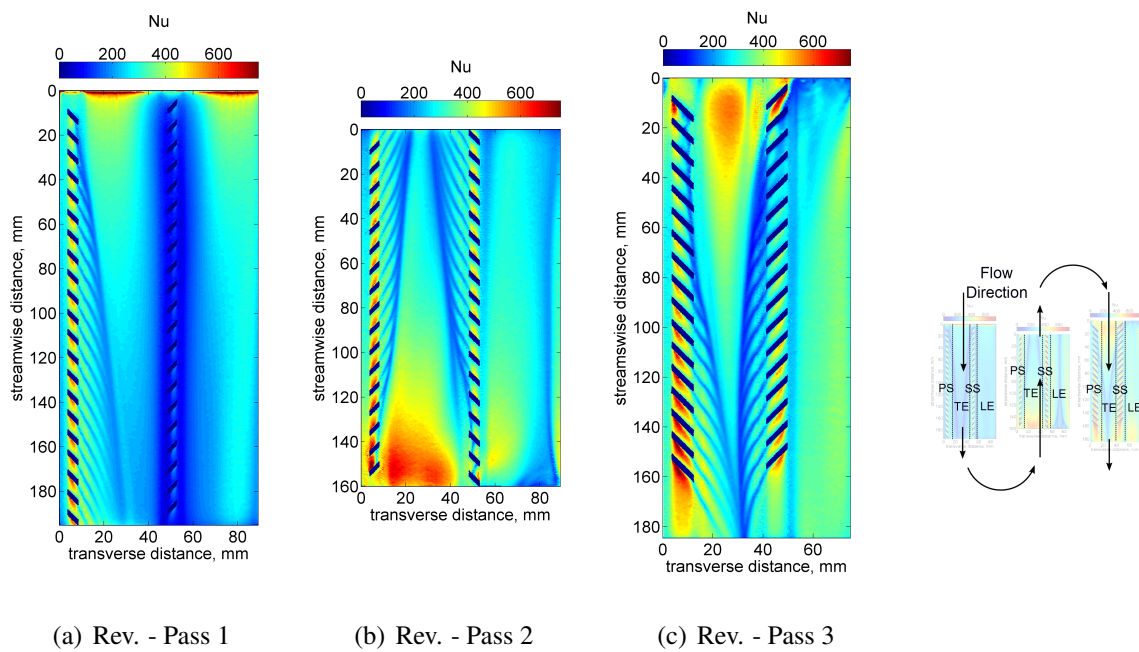 Nu
0 200 400 600
0
20
40
60
80
100
120
140
160
180
streamwise distance, mm
0 20 40 60 80
transverse distance, mm
(a) Rev. - Pass 1
Nu
0 200 400 600
0
20
40
60
80
100
120
140
160
streamwise distance, mm
0 20 40 60 80
transverse distance, mm
(b) Rev. - Pass 2
Nu
0 200 400 600
0
20
40
60
80
100
120
140
160
180
streamswise distance, mm
0 20 40 60
transverse distance, mm
(c) Rev. - Pass 3
Flow
Direction
PS SS
TE LE
PS SS
TE LE
PS SS
TE LE